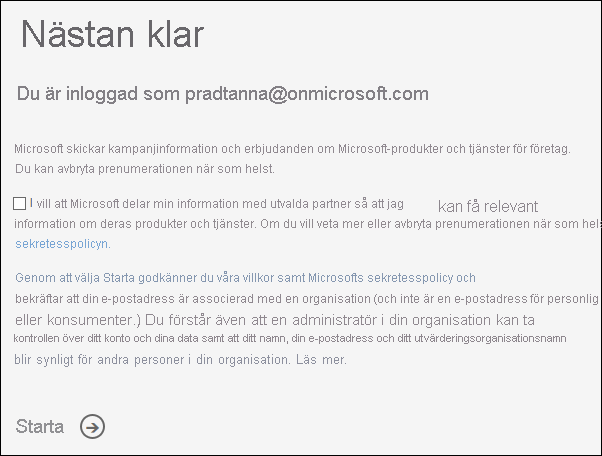 Nästan klar
Du är inloggad som pradtanna@onmicrosoft.com
Microsoft skickar kampanjinformation och erbjudanden om Microsoft-produkter och tjänster för företag.
Du kan avbryta prenumerationen när som helst.
I vill att Microsoft delar min information med utvalda partner så att jag kan få relevant
information om deras produkter och tjänster. Om du vill veta mer eller avbryta prenumerationen när som hels
sekretesspolicyn.
Genom att välja Starta godkänner du våra villkor samt Microsofts sekretesspolicy och
bekräftar att din e-postadress är associerad med en organisation (och inte är en e-postadress för personlig
eller konsumenter.) Du förstår även att en administratör i din organisation kan ta
kontrollen över ditt konto och dina data samt att ditt namn, din e-postadress och ditt utvärderingsorganisationsnamn
blir synligt för andra personer i din organisation. Läs mer.
Starta